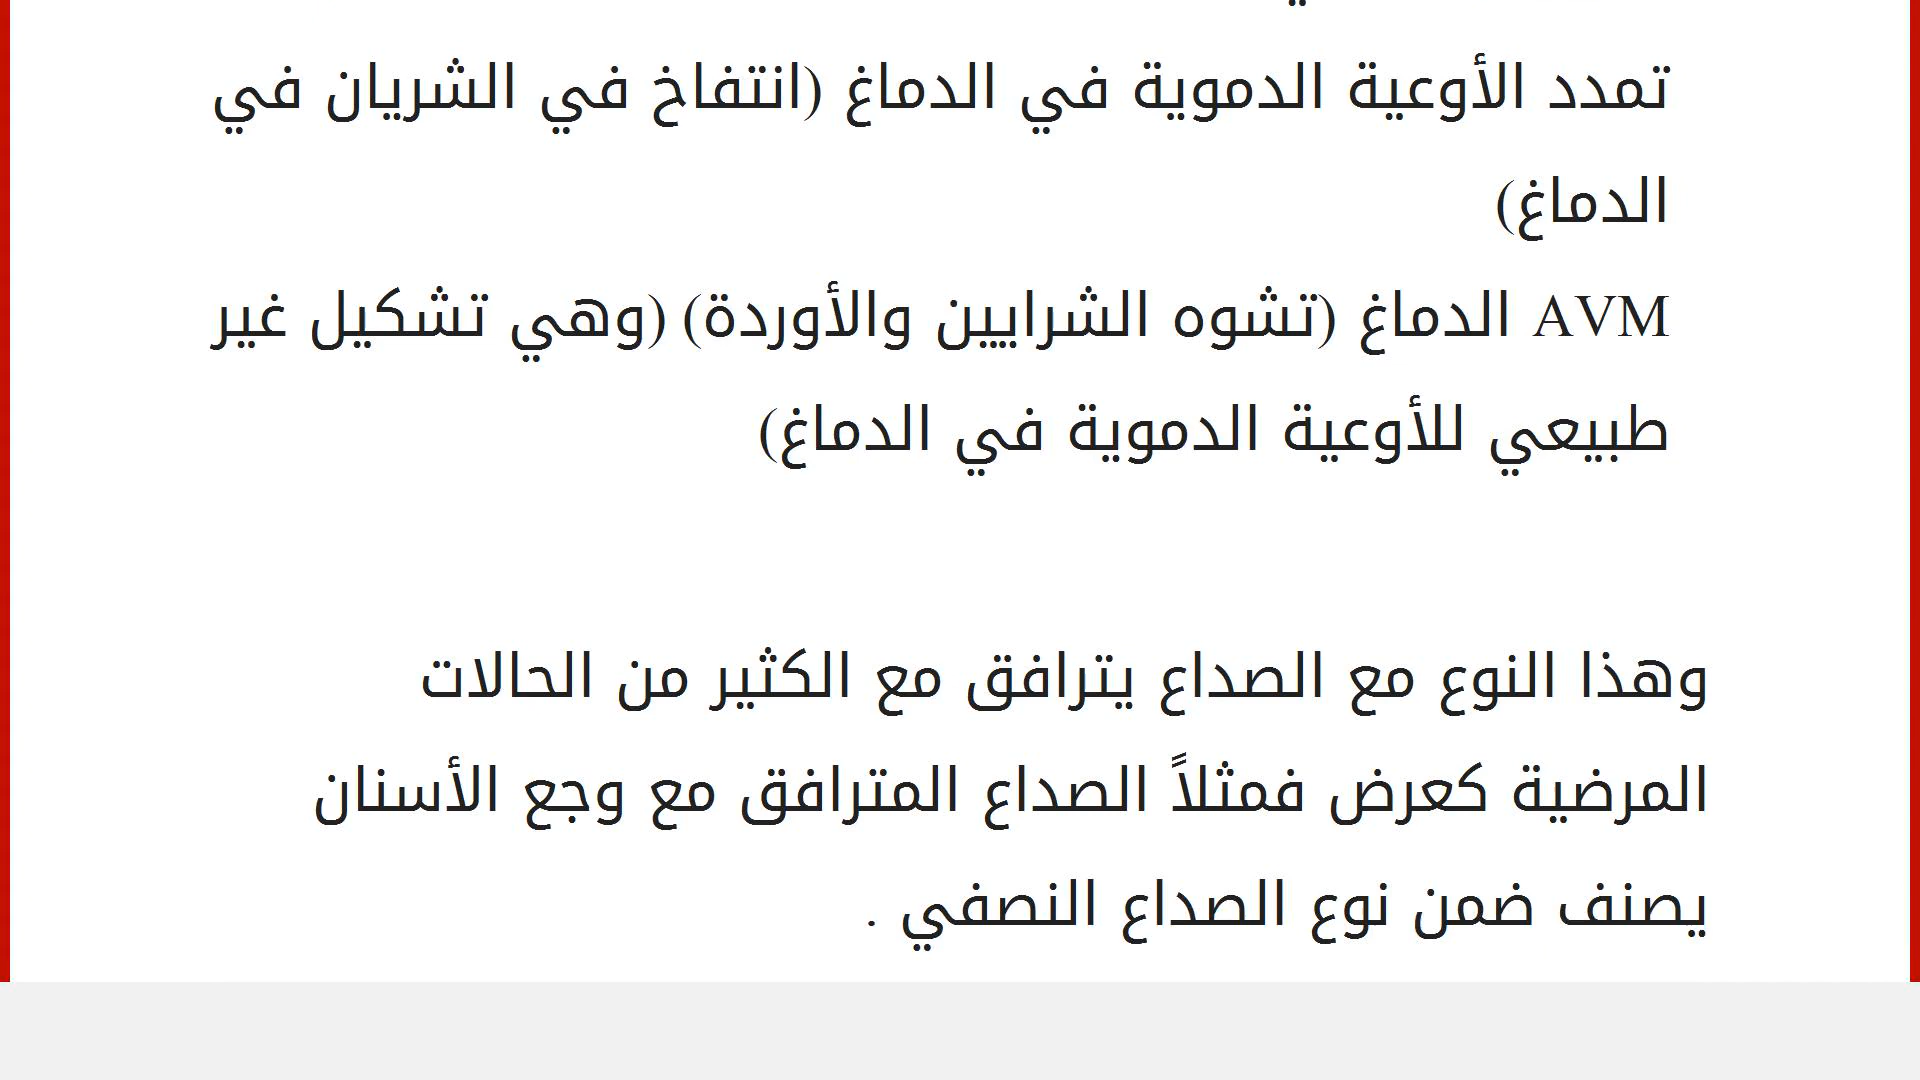 تمدد الأوعية الدموية في الدماغ (انتفاخ في الشريان في
الدماغ)
AVM الدماغ (تشوه الشرايين والأوردة) (وهي تشكيل غير
طبيعي للأوعية الدموية في الدماغ)
وهذا النوع مع الصداع يترافق مع الكثير من الحالات
المرضية كعرض فمثلاً الصداع المترافق مع وجع الأسنان
يصنف ضمن نوع الصداع النصفي .